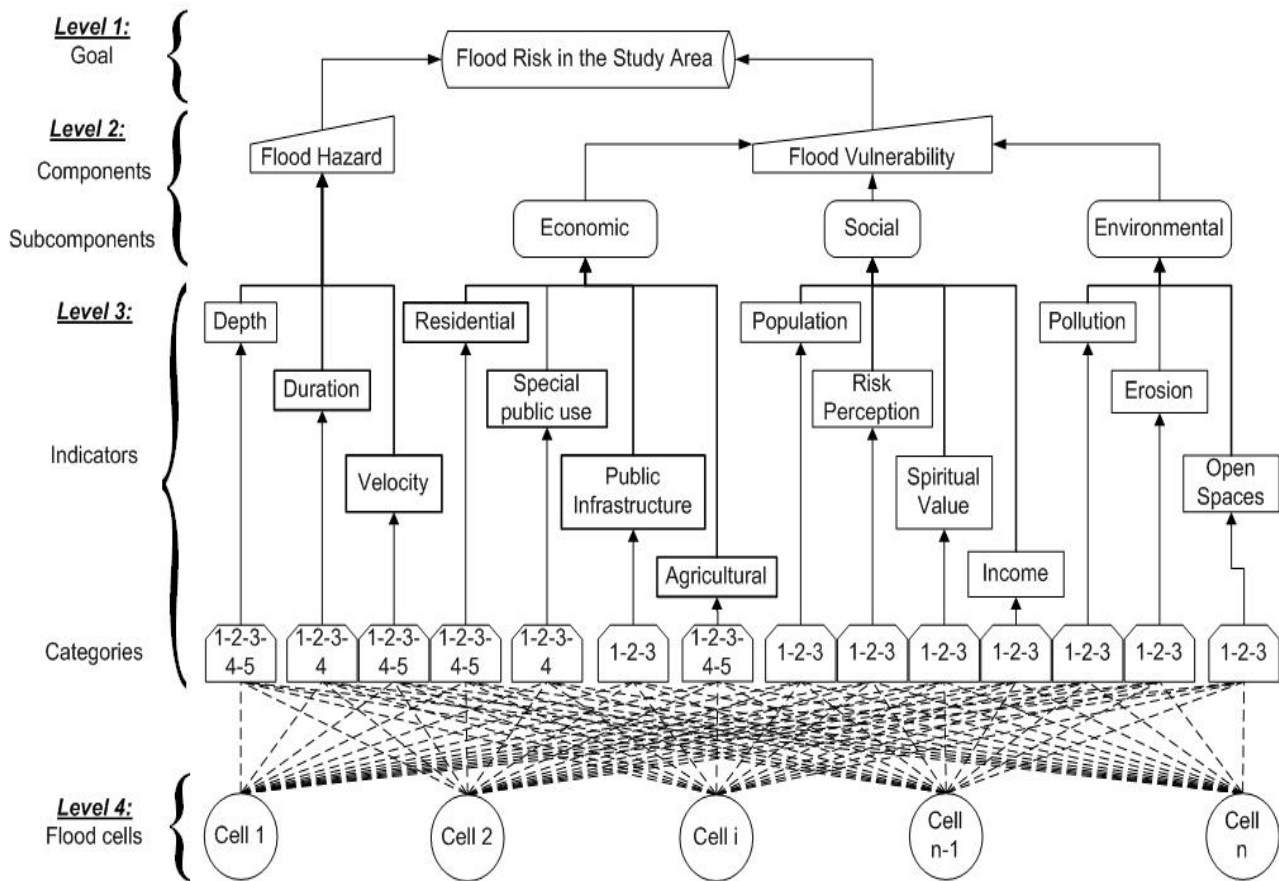 Level 1:
Goal
Flood Risk in the Study Area
Level 2:
Components
Subcomponents
Flood Hazard
Flood Vulnerability
Economic
Social
Environmental
Level 3:
Indicators
Categories
Depth
Duration
Velocity
Residential
Special
public use
Public
Infrastructure
Agricultural
Population
Risk
Perception
Spiritual
Value
Income
Pollution
Erosion
Open
Spaces
1-2-3-
4-5
1-2-3-
4
1-2-3-
4-5
1-2-3-
4-5
1-2-3-
4
1-2-3
1-2-3-
4-5
1-2-3
1-2-3
1-2-3
1-2-3
1-2-3
1-2-3
1-2-3
Level 4:
Flood cells
Cell 1
Cell 2
Cell i
Cell
n-1
Cell
n